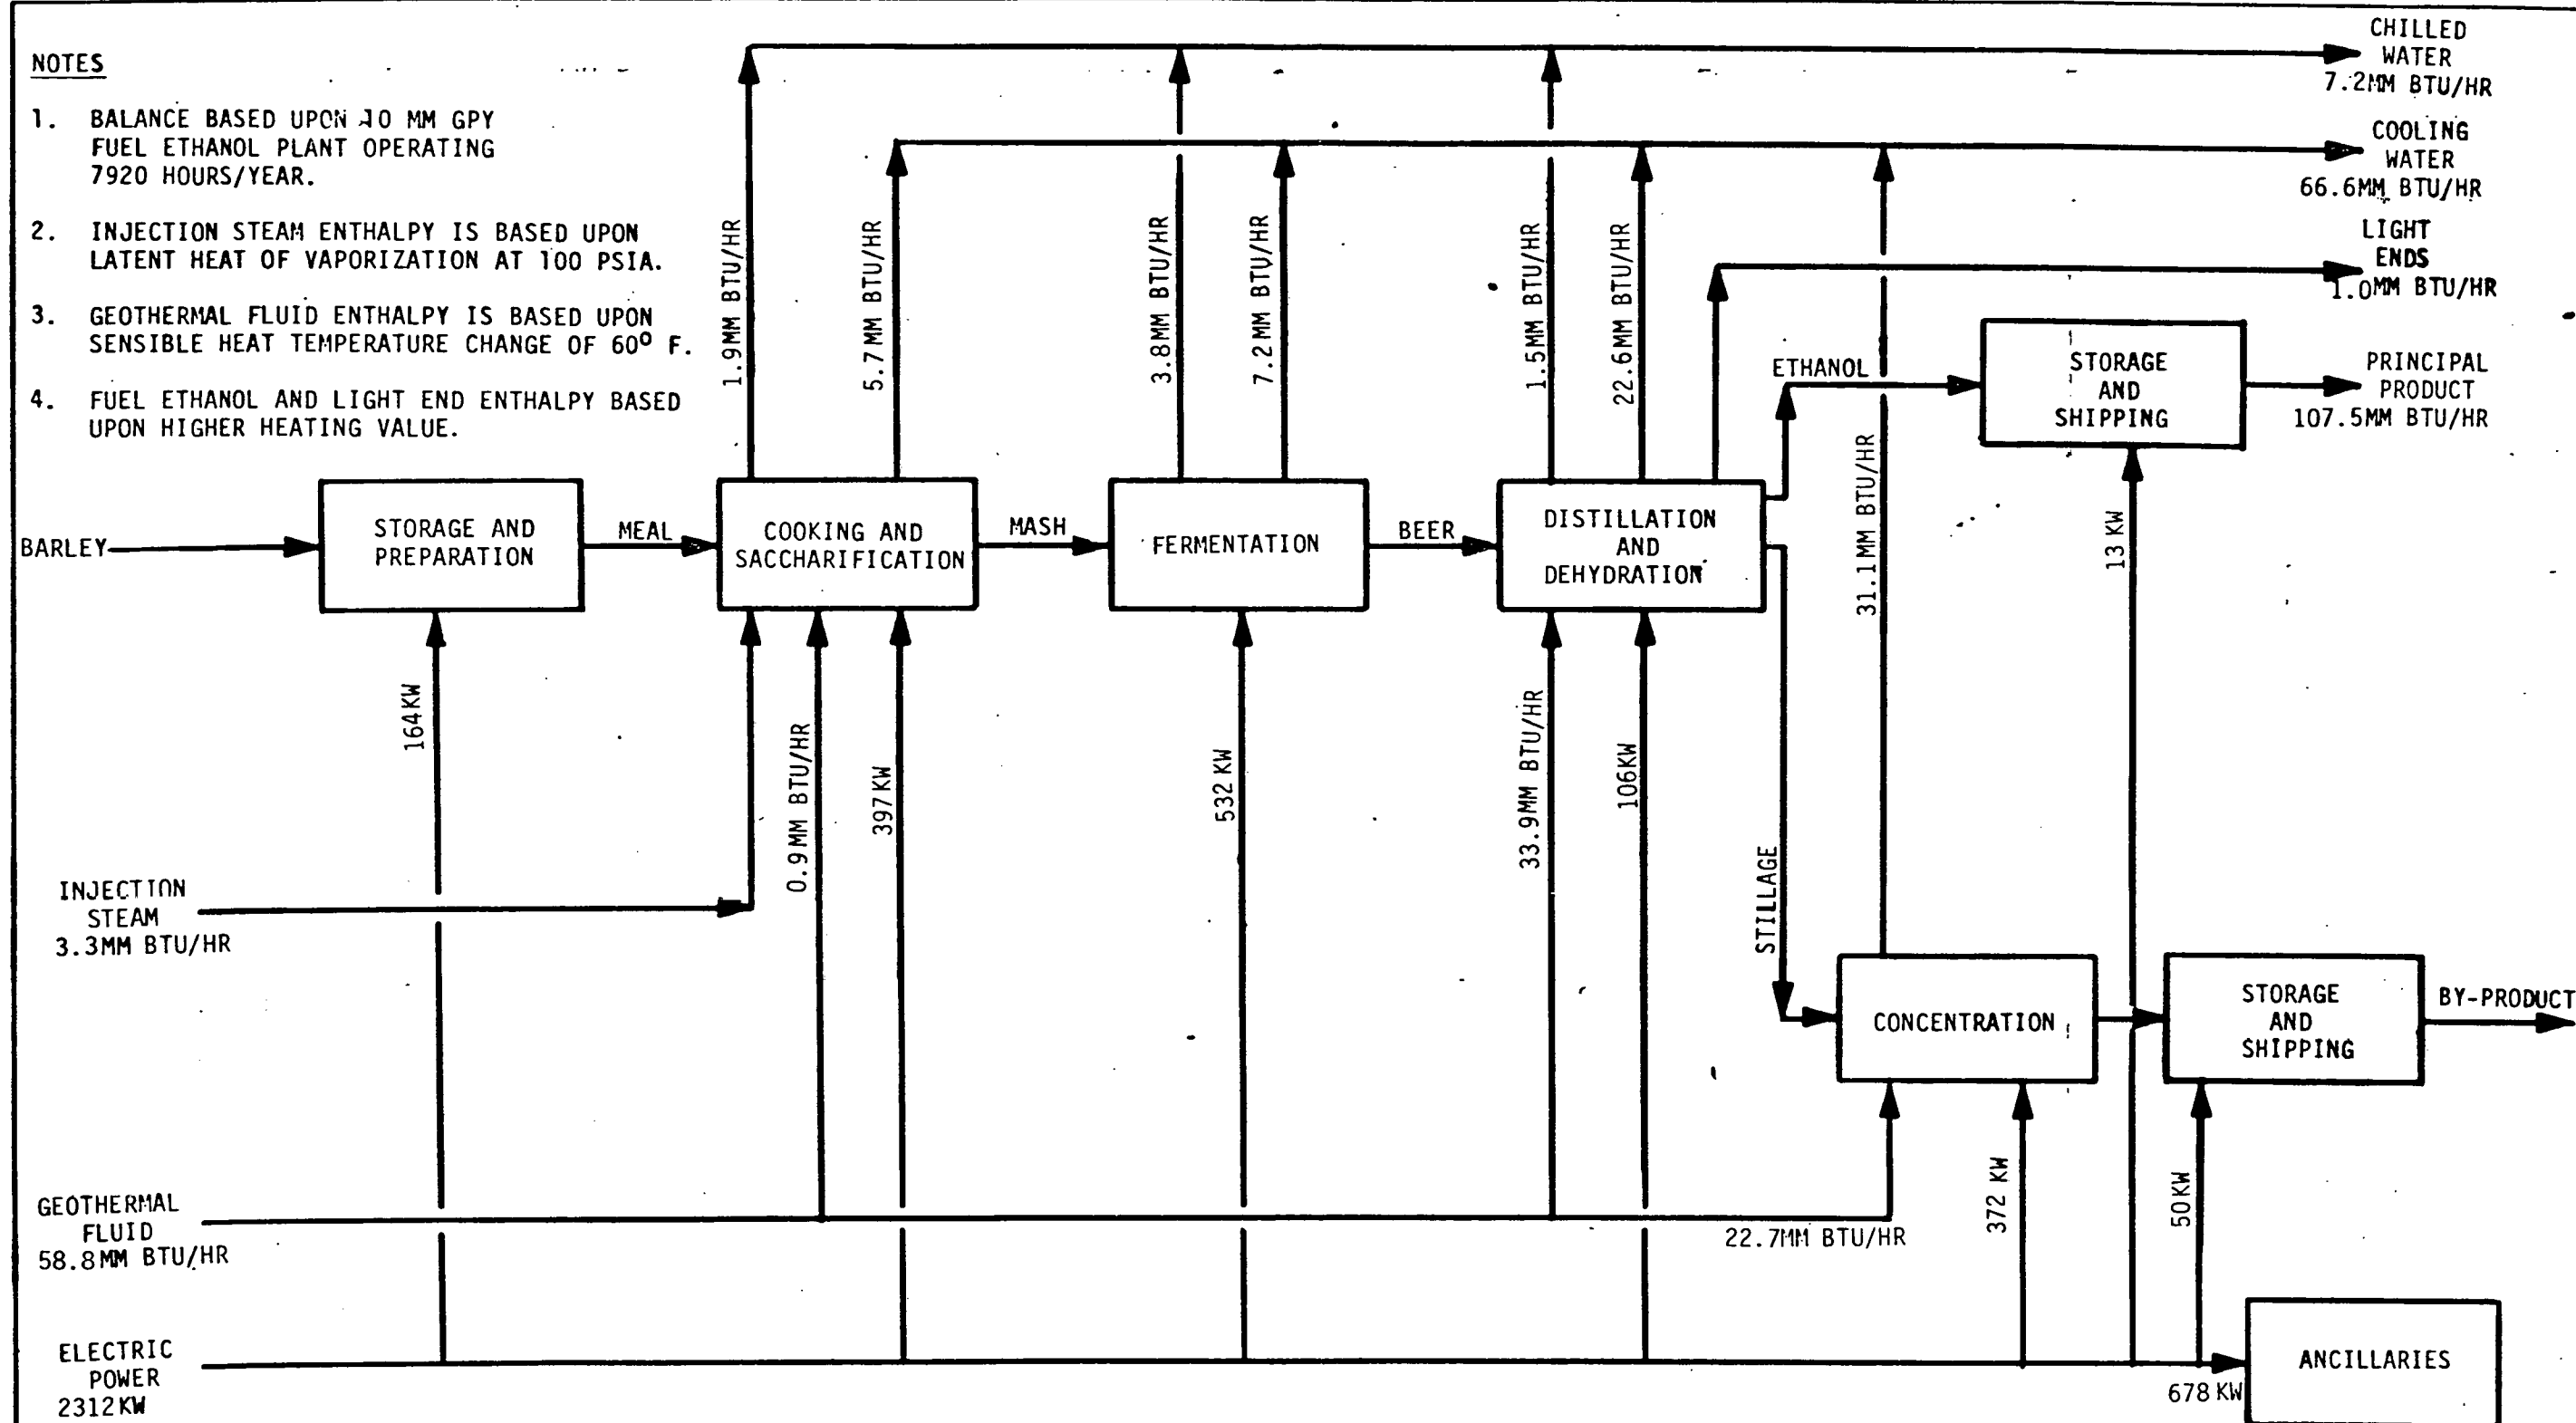 NOTES
1. BALANCE BASED UPON 10 MM GPY
FUEL ETHANOL PLANT OPERATING
7920 HOURS/YEAR.
2. INJECTION STEAM ENTHALPY IS BASED UPON
LATENT HEAT OF VAPORIZATION AT 100 PSIA.
3. GEOTHERMAL FLUID ENTHALPY IS BASED UPON
SENSIBLE HEAT TEMPERATURE CHANGE OF 60° F.
4. FUEL ETHANOL AND LIGHT END ENTHALPY BASED
UPON HIGHER HEATING VALUE.
CHILLED
WATER
7.2MM BTU/HR
COOLING
WATER
66.6MM BTU/HR
LIGHT
ENDS
1.0MM BTU/HR
PRINCIPAL
PRODUCT
107.5MM BTU/HR
1.9MM BTU/HR
5.7MM BTU/HR
3.8MM BTU/HR
7.2MM BTU/HR
1.5MM BTU/HR
22.6MM BTU/HR
31.1MM BTU/HR
ETHANOL
STORAGE
AND
SHIPPING
13 KW
BARLEY
STORAGE AND
PREPARATION
MEAL
COOKING AND
SACCHARIFICATION
MASH
FERMENTATION
BEER
DISTILLATION
AND
DEHYDRATION
164KW
0.9MM BTU/HR
397KW
532 KW
33.9MM BTU/HR
106KW
STILLAGE
INJECTION
STEAM
3.3MM BTU/HR
CONCENTRATION
STORAGE
AND
SHIPPING
BY-PRODUCT
GEOTHERMAL
FLUID
58.8MM BTU/HR
22.7MM BTU/HR
372 KW
50KW
ELECTRIC
POWER
2312KW
678 KW
ANCILLARIES